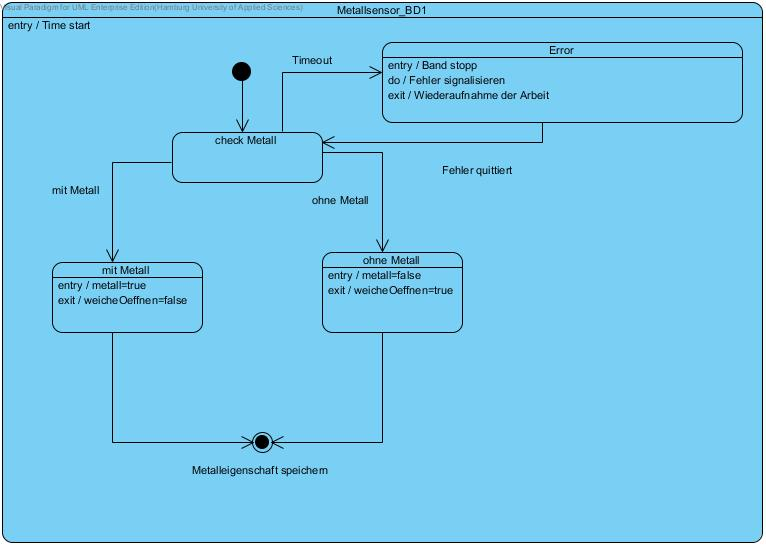 Visual Paradigm for UML Enterprise Edition(Hamburg University of Applied Sciences)
Metallsensor_BD1
entry / Time start
Error
entry / Band stopp
do / Fehler signalisieren
exit / Wiederaufnahme der Arbeit
Timeout
check Metall
Fehler quittiert
mit Metall
ohne Metall
mit Metall
entry / metall=true
exit / weicheOeffnen=false
ohne Metall
entry / metall=false
exit / weicheOeffnen=true
Metalleigenschaft speichern